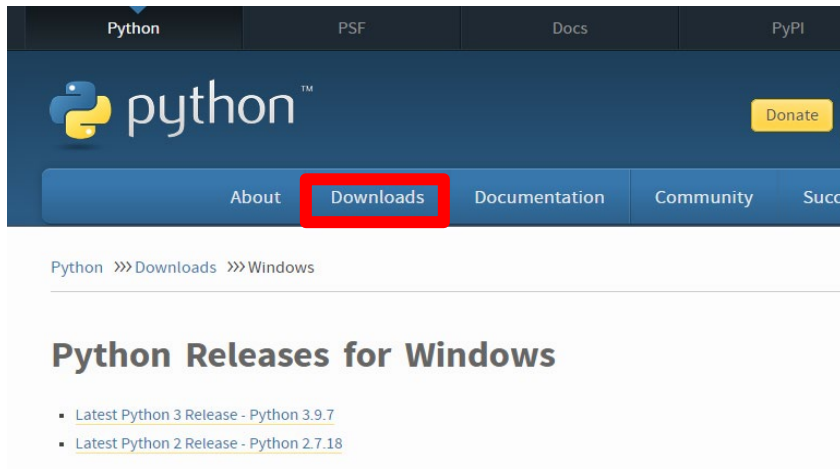 Python PSF Docs PyPI
python™
Donate
About Downloads Documentation Community Succ
Python >>> Downloads >>> Windows
Python Releases for Windows
▪ Latest Python 3 Release - Python 3.9.7
▪ Latest Python 2 Release - Python 2.7.18